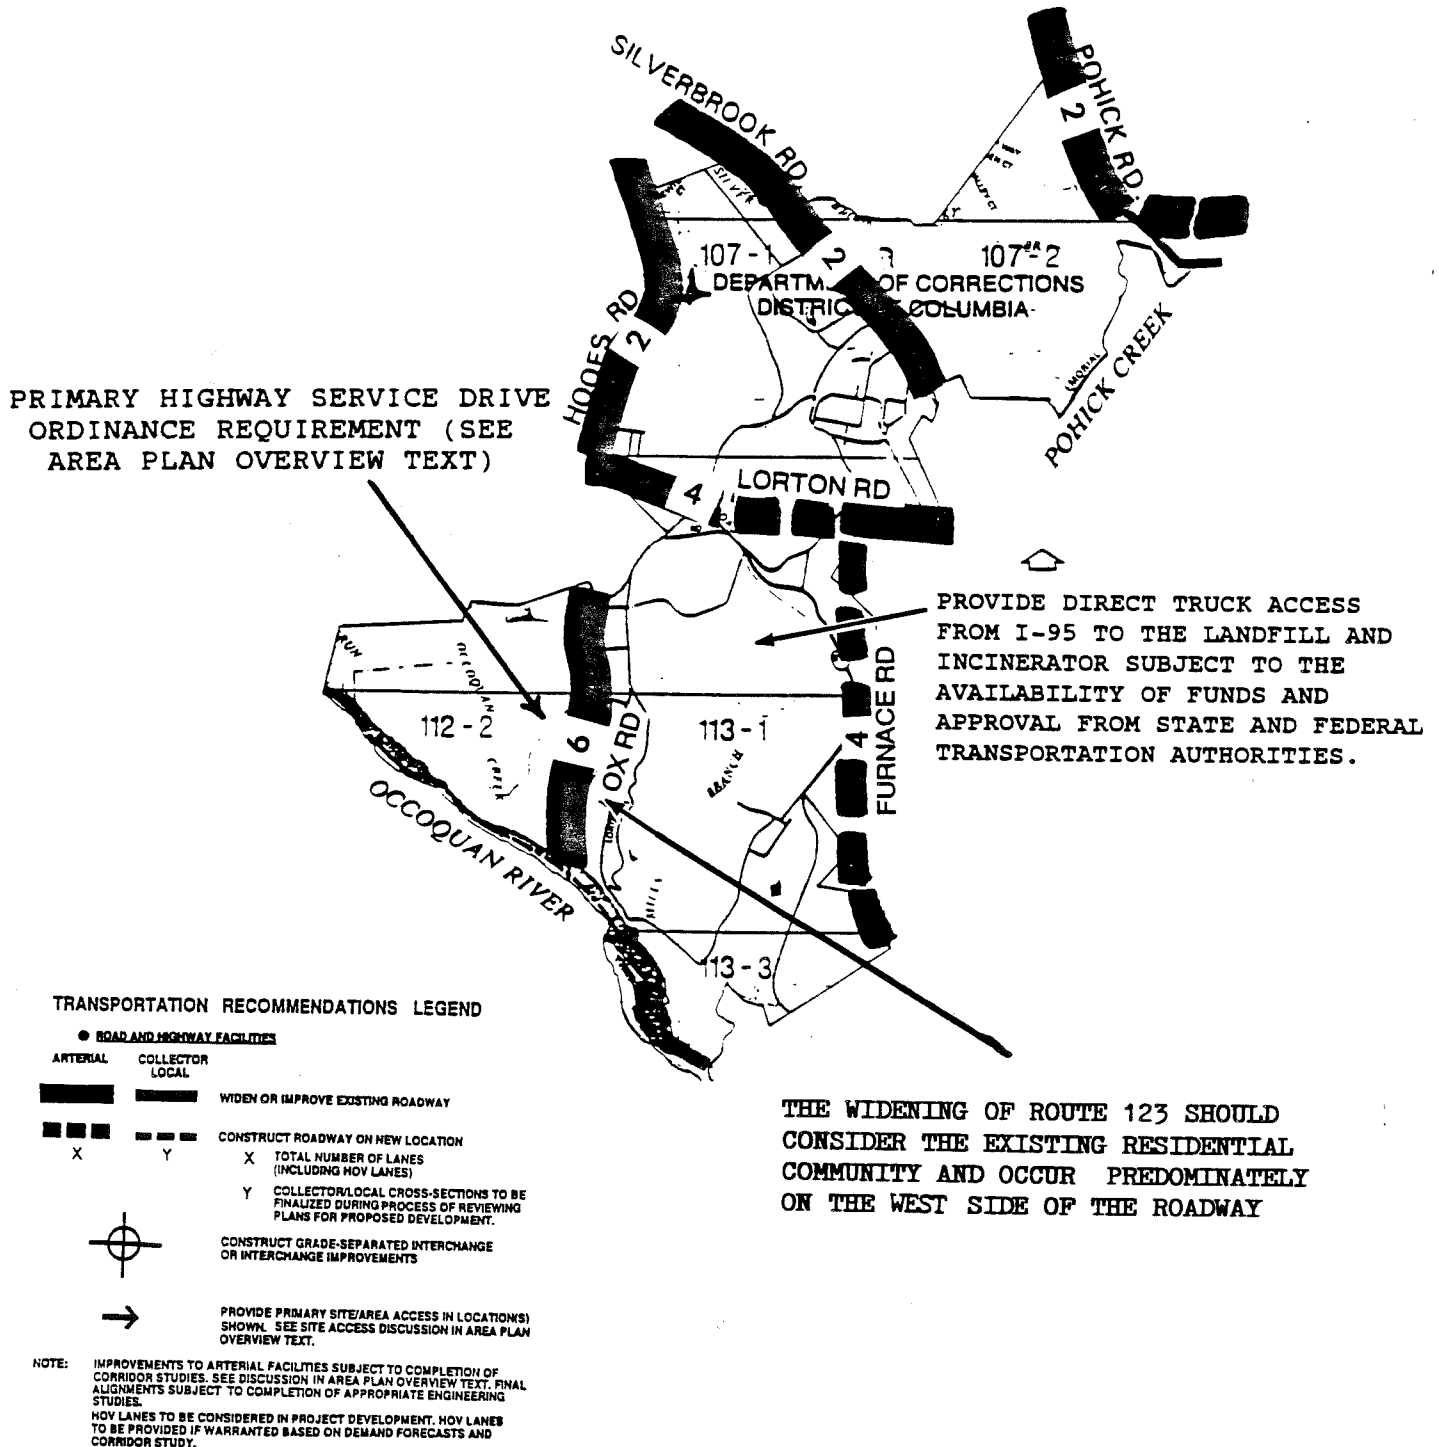 SILVERBROOK RD.
POHICK RD.
2
SILVER
VALLEY CT
107-1
2
107-2
DEPARTM OF CORRECTIONS
DISTRIC COLUMBIA
HOOES RD
2
POHICK CREEK
PRIMARY HIGHWAY SERVICE DRIVE
ORDINANCE REQUIREMENT (SEE
AREA PLAN OVERVIEW TEXT)
LORTON RD
4
PROVIDE DIRECT TRUCK ACCESS
FROM I-95 TO THE LANDFILL AND
INCINERATOR SUBJECT TO THE
AVAILABILITY OF FUNDS AND
APPROVAL FROM STATE AND FEDERAL
TRANSPORTATION AUTHORITIES.
RUN
OCCOQUAN
CREEK
112-2
6
OX RD
113-1
BRANCH
4
FURNACE RD
OCCOQUAN RIVER
113-3
THE WIDENING OF ROUTE 123 SHOULD
CONSIDER THE EXISTING RESIDENTIAL
COMMUNITY AND OCCUR PREDOMINATELY
ON THE WEST SIDE OF THE ROADWAY
TRANSPORTATION RECOMMENDATIONS LEGEND
ROAD AND HIGHWAY FACILITIES
ARTERIAL COLLECTOR
LOCAL
WIDEN OR IMPROVE EXISTING ROADWAY
CONSTRUCT ROADWAY ON NEW LOCATION
X Y
X TOTAL NUMBER OF LANES
(INCLUDING HOV LANES)
Y COLLECTOR/LOCAL CROSS-SECTIONS TO BE
FINALIZED DURING PROCESS OF REVIEWING
PLANS FOR PROPOSED DEVELOPMENT.
CONSTRUCT GRADE-SEPARATED INTERCHANGE
OR INTERCHANGE IMPROVEMENTS
PROVIDE PRIMARY SITE/AREA ACCESS IN LOCATION(S)
SHOWN. SEE SITE ACCESS DISCUSSION IN AREA PLAN
OVERVIEW TEXT.
NOTE: IMPROVEMENTS TO ARTERIAL FACILITIES SUBJECT TO COMPLETION OF
CORRIDOR STUDIES. SEE DISCUSSION IN AREA PLAN OVERVIEW TEXT. FINAL
ALIGNMENTS SUBJECT TO COMPLETION OF APPROPRIATE ENGINEERING
STUDIES.
HOV LANES TO BE CONSIDERED IN PROJECT DEVELOPMENT. HOV LANES
TO BE PROVIDED IF WARRANTED BASED ON DEMAND FORECASTS AND
CORRIDOR STUDY.